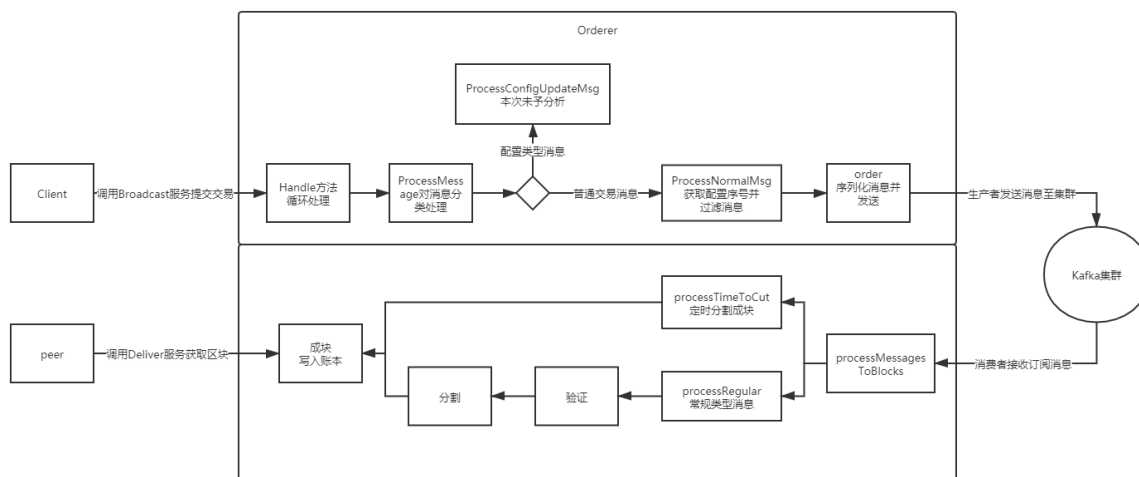 Orderer
ProcessConfigUpdateMsg
本次未予分析
配置类型消息
Client
调用Broadcast服务提交交易
Handle方法
循环处理
ProcessMess
age对消息分
类处理
普通交易消息
ProcessNormalMsg
获取配置序号并
过滤消息
order
序列化消息并
发送
生产者发送消息至集群
Kafka集群
processTimeToCut
定时分割成块
peer
调用Deliver服务获取区块
成块
写入账本
processMessages
ToBlocks
消费者接收订阅消息
分割
验证
processRegular
常规类型消息